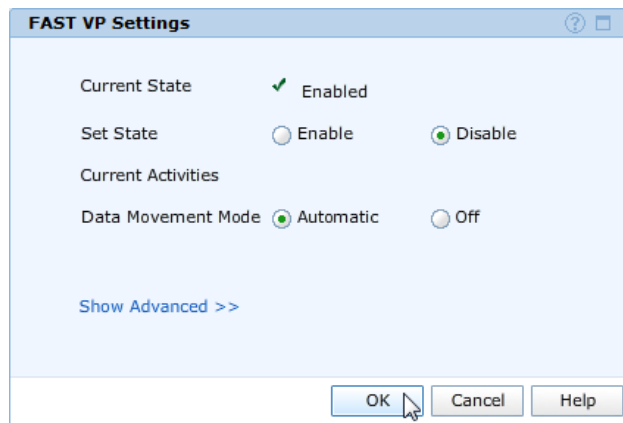 FAST VP Settings
Current State Enabled
Set State Enable Disable
Current Activities
Data Movement Mode Automatic Off
Show Advanced >>
OK Cancel Help